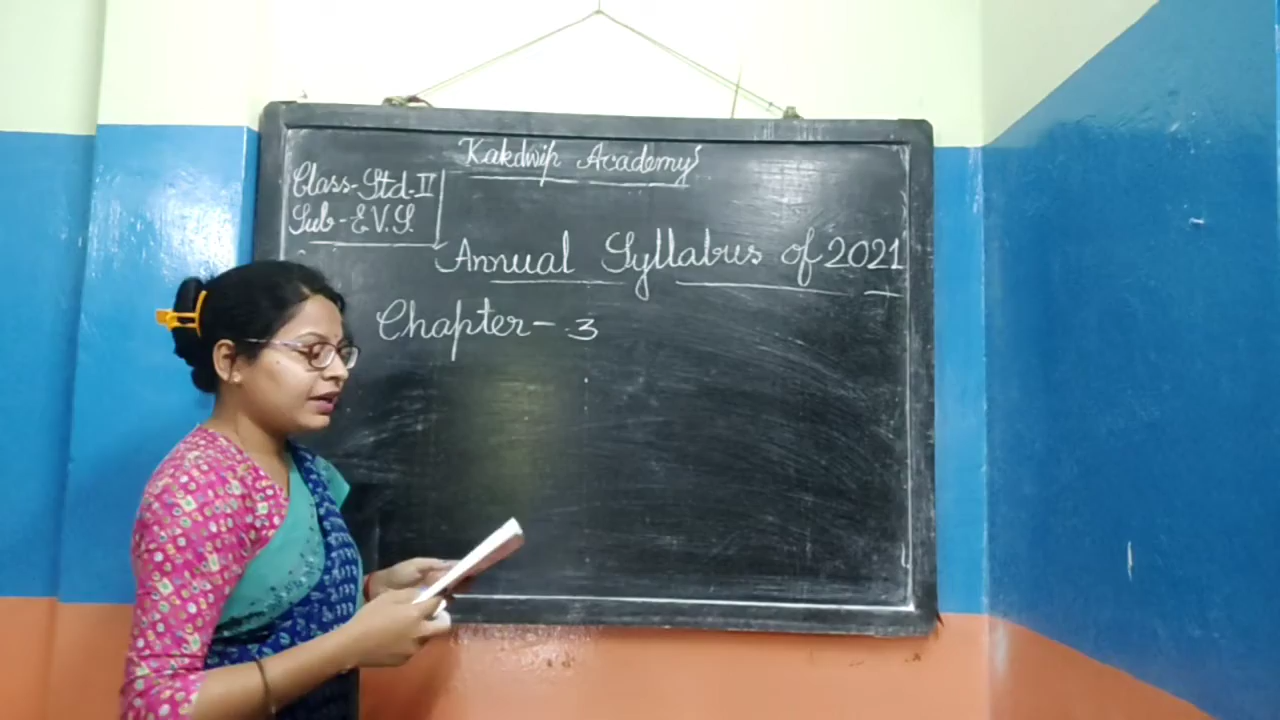 Kakdwip Academy
Class-Std-II
Sub-E.V.S.
Annual Syllabus of 2021
Chapter-3